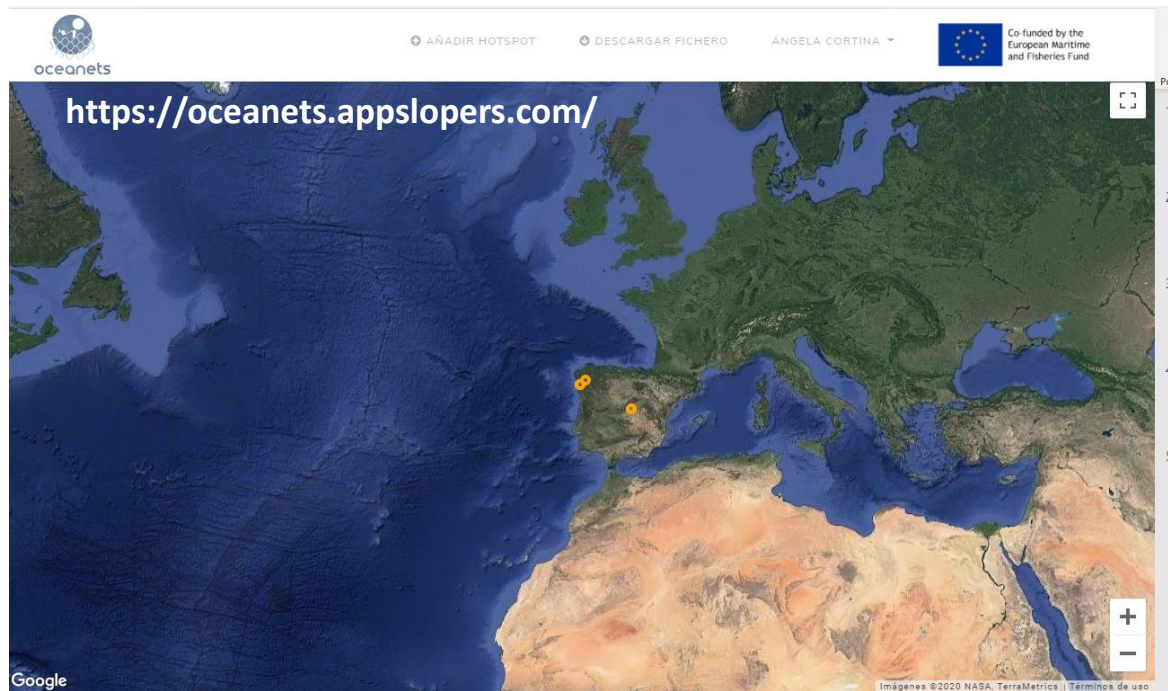 oceanets
AÑADIR HOTSPOT
DESCARGAR FICHERO
ÁNGELA CORTINA
Co-funded by the
European Maritime
and Fisheries Fund
https://oceanets.appslopers.com/
Google
Imágenes ©2020 NASA, TerraMetrics
Términos de uso